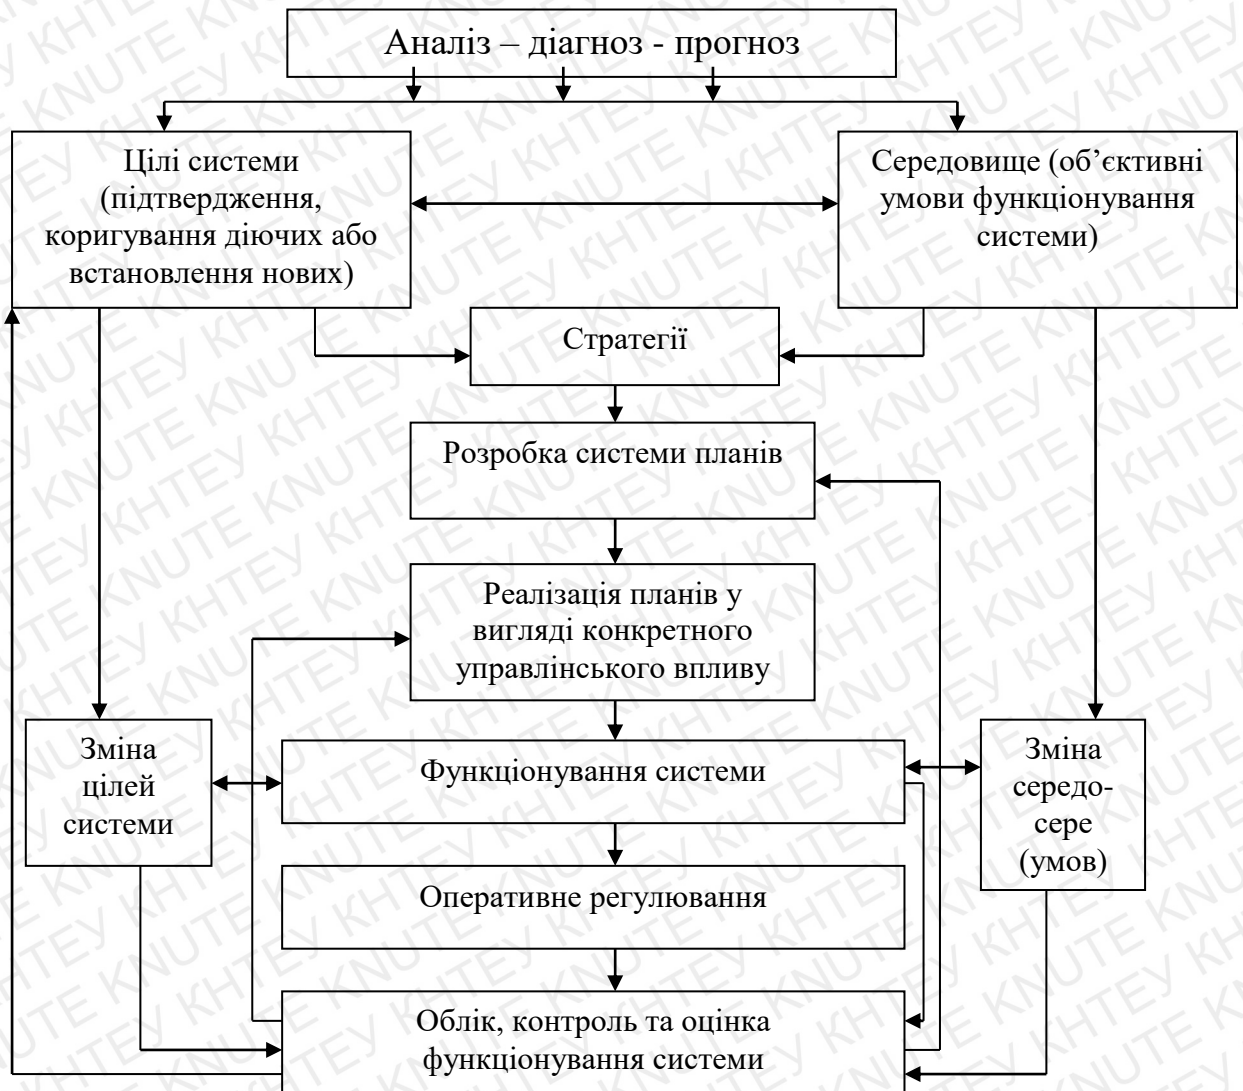 Аналіз – діагноз - прогноз
Цілі системи
(підтвердження,
коригування діючих або
встановлення нових)
Середовище (об’єктивні
умови функціонування
системи)
Стратегії
Розробка системи планів
Реалізація планів у
вигляді конкретного
управлінського впливу
Зміна
цілей
системи
Функціонування системи
Зміна
середо-
сере
(умов)
Оперативне регулювання
Облік, контроль та оцінка
функціонування системи